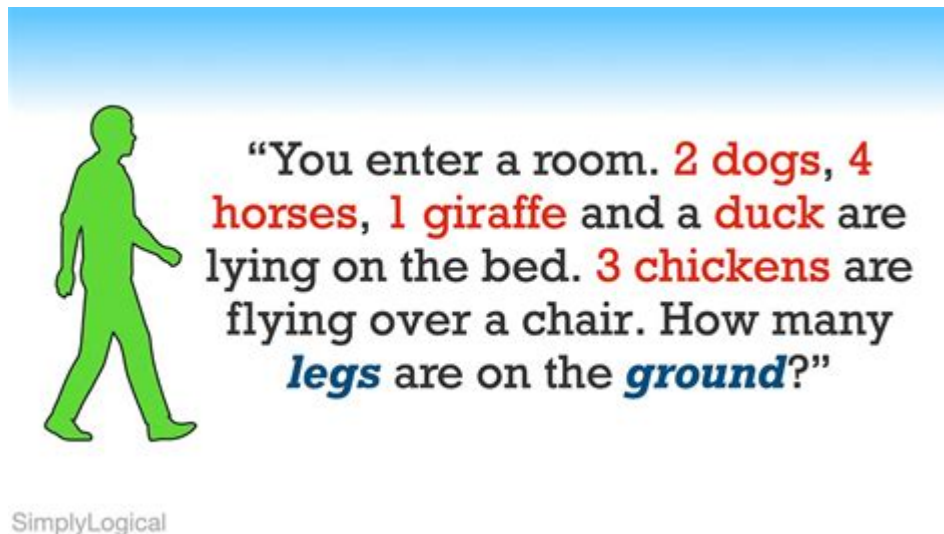 “You enter a room. 2 dogs, 4
horses, 1 giraffe and a duck are
lying on the bed. 3 chickens are
flying over a chair. How many
legs are on the ground?”
SimplyLogical